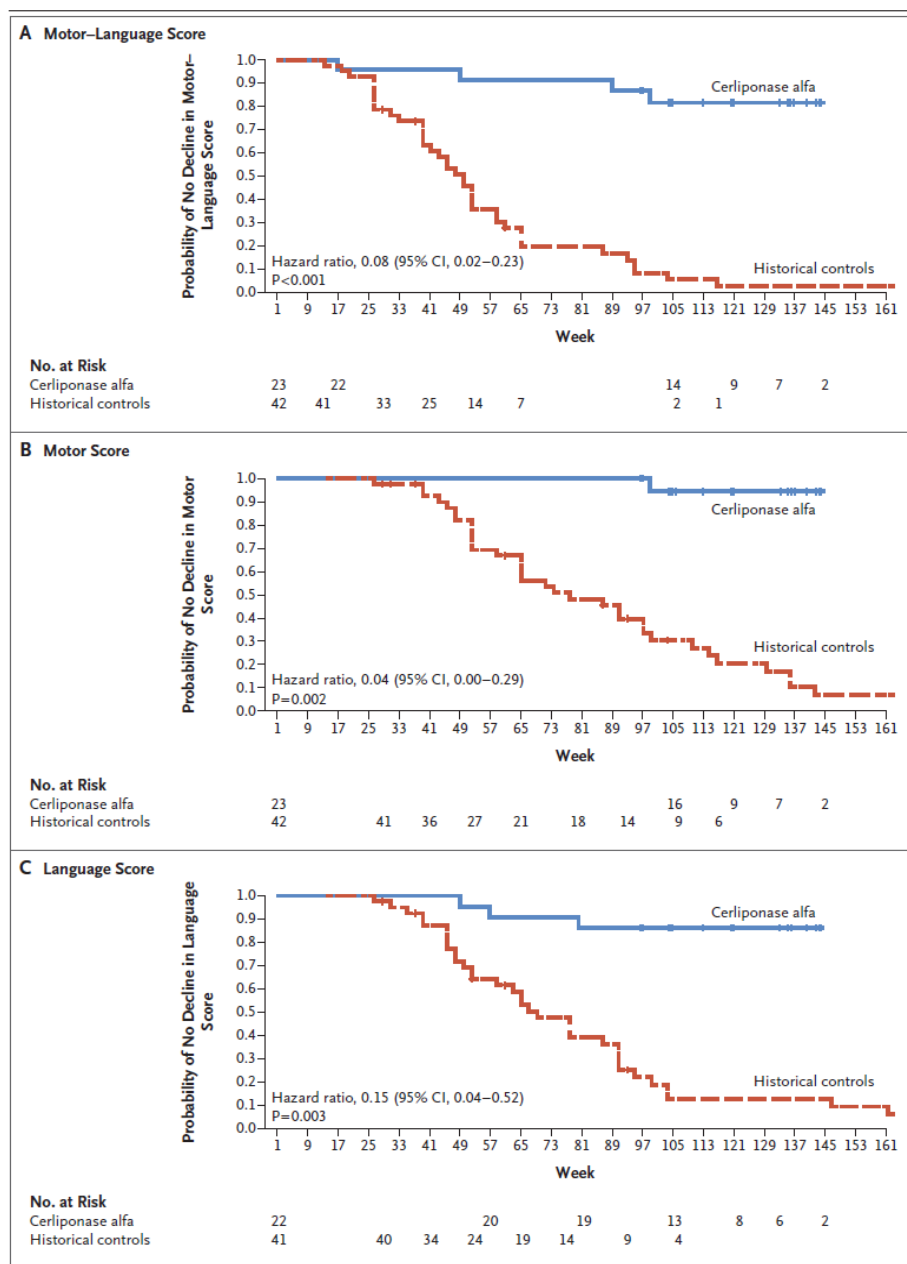 A Motor–Language Score
Probability of No Decline in Motor–
Language Score
1.0
0.9
0.8
0.7
0.6
0.5
0.4
0.3
0.2
0.1
0.0
Cerliponase alfa
Historical controls
Hazard ratio, 0.08 (95% CI, 0.02–0.23)
P<0.001
1 9 17 25 33 41 49 57 65 73 81 89 97 105 113 121 129 137 145 153 161
Week
No. at Risk
Cerliponase alfa 23 22 14 9 7 2
Historical controls 42 41 33 25 14 7 2 1
B Motor Score
Probability of No Decline in Motor
Score
1.0
0.9
0.8
0.7
0.6
0.5
0.4
0.3
0.2
0.1
0.0
Cerliponase alfa
Historical controls
Hazard ratio, 0.04 (95% CI, 0.00–0.29)
P=0.002
1 9 17 25 33 41 49 57 65 73 81 89 97 105 113 121 129 137 145 153 161
Week
No. at Risk
Cerliponase alfa 23 16 9 7 2
Historical controls 42 41 36 27 21 18 14 9 6
C Language Score
Probability of No Decline in Language
Score
1.0
0.9
0.8
0.7
0.6
0.5
0.4
0.3
0.2
0.1
0.0
Cerliponase alfa
Historical controls
Hazard ratio, 0.15 (95% CI, 0.04–0.52)
P=0.003
1 9 17 25 33 41 49 57 65 73 81 89 97 105 113 121 129 137 145 153 161
Week
No. at Risk
Cerliponase alfa 22 20 19 13 8 6 2
Historical controls 41 40 34 24 19 14 9 4